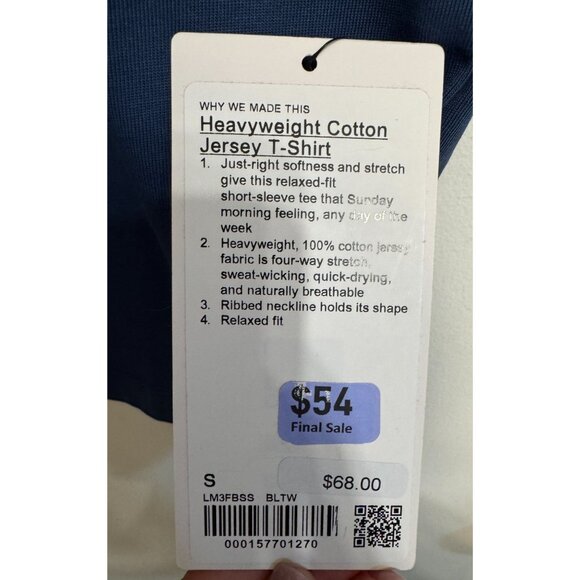 WHY WE MADE THIS
Heavyweight Cotton
Jersey T-Shirt
1. Just-right softness and stretch
give this relaxed-fit
short-sleeve tee that Sunday
morning feeling, any day of the
week
2. Heavyweight, 100% cotton jersey
fabric is four-way stretch,
sweat-wicking, quick-drying,
and naturally breathable
3. Ribbed neckline holds its shape
4. Relaxed fit
$54
Final Sale
S
$68.00
LM3FBSS BLTW
000157701270